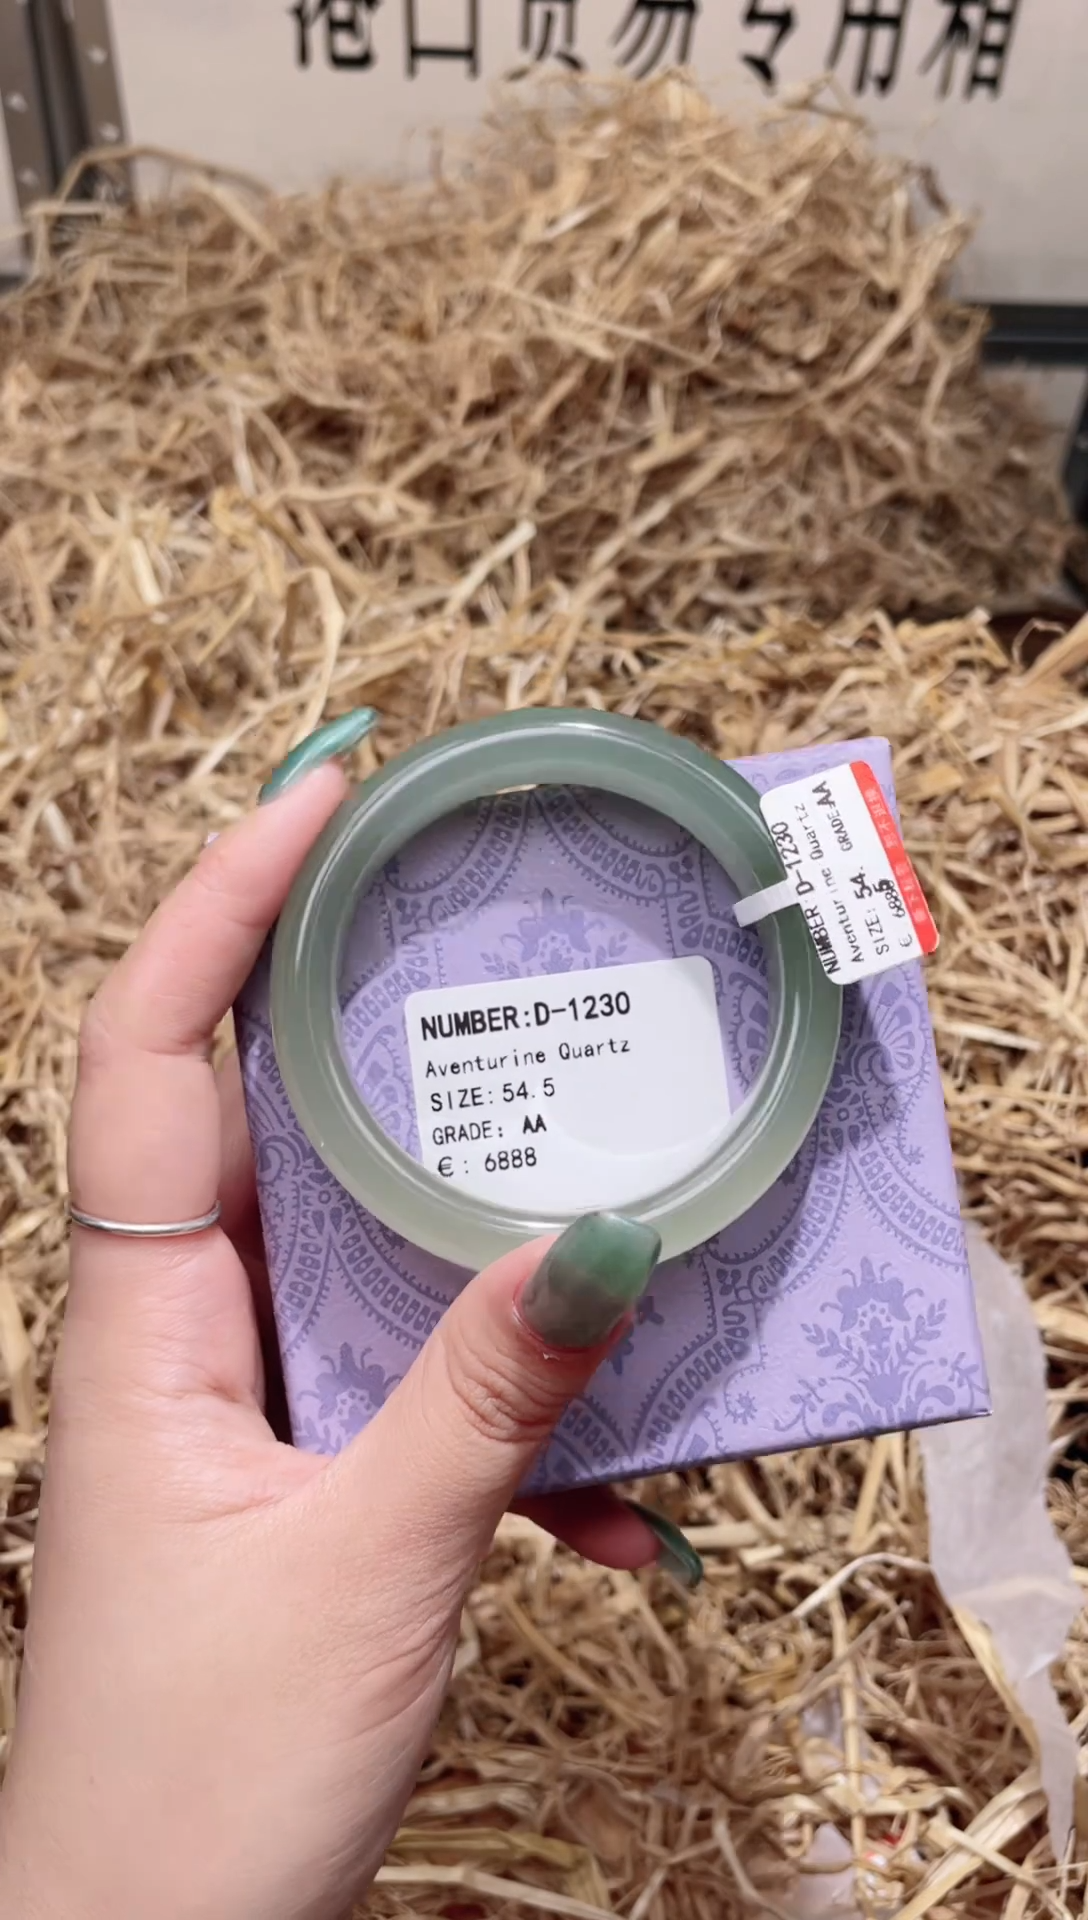 港口贸易专用箱
NUMBER:D-1230
Aventurine Quartz
SIZE: 54.
5
GRADE:AA
€ 6888
NUMBER:D-1230
Aventurine Quartz
SIZE: 54.5
GRADE: AA
€: 6888